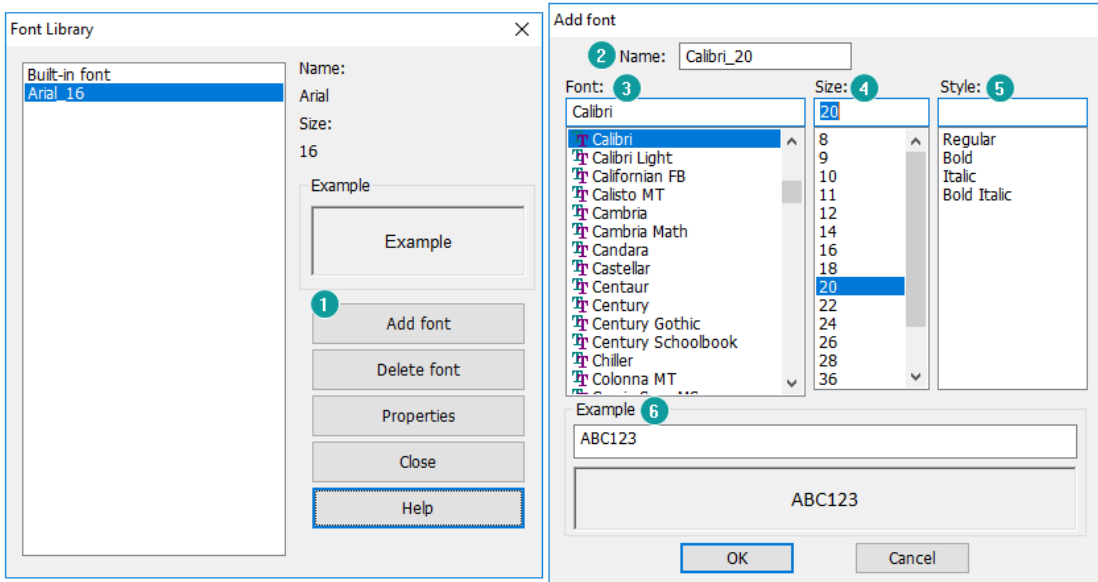 Font Library
Built-in font
Arial_16
Name:
Arial
Size:
16
Example
Example
1
Add font
Delete font
Properties
Close
Help
Add font
2 Name: Calibri_20
Font: 3
Calibri
Calibri
Calibri Light
Californian FB
Calisto MT
Cambria
Cambria Math
Candara
Castellar
Centaur
Century
Century Gothic
Century Schoolbook
Chiller
Colonna MT
Size: 4
20
8
9
10
11
12
14
16
18
20
22
24
26
28
36
Style: 5
Regular
Bold
Italic
Bold Italic
Example 6
ABC123
ABC123
OK
Cancel